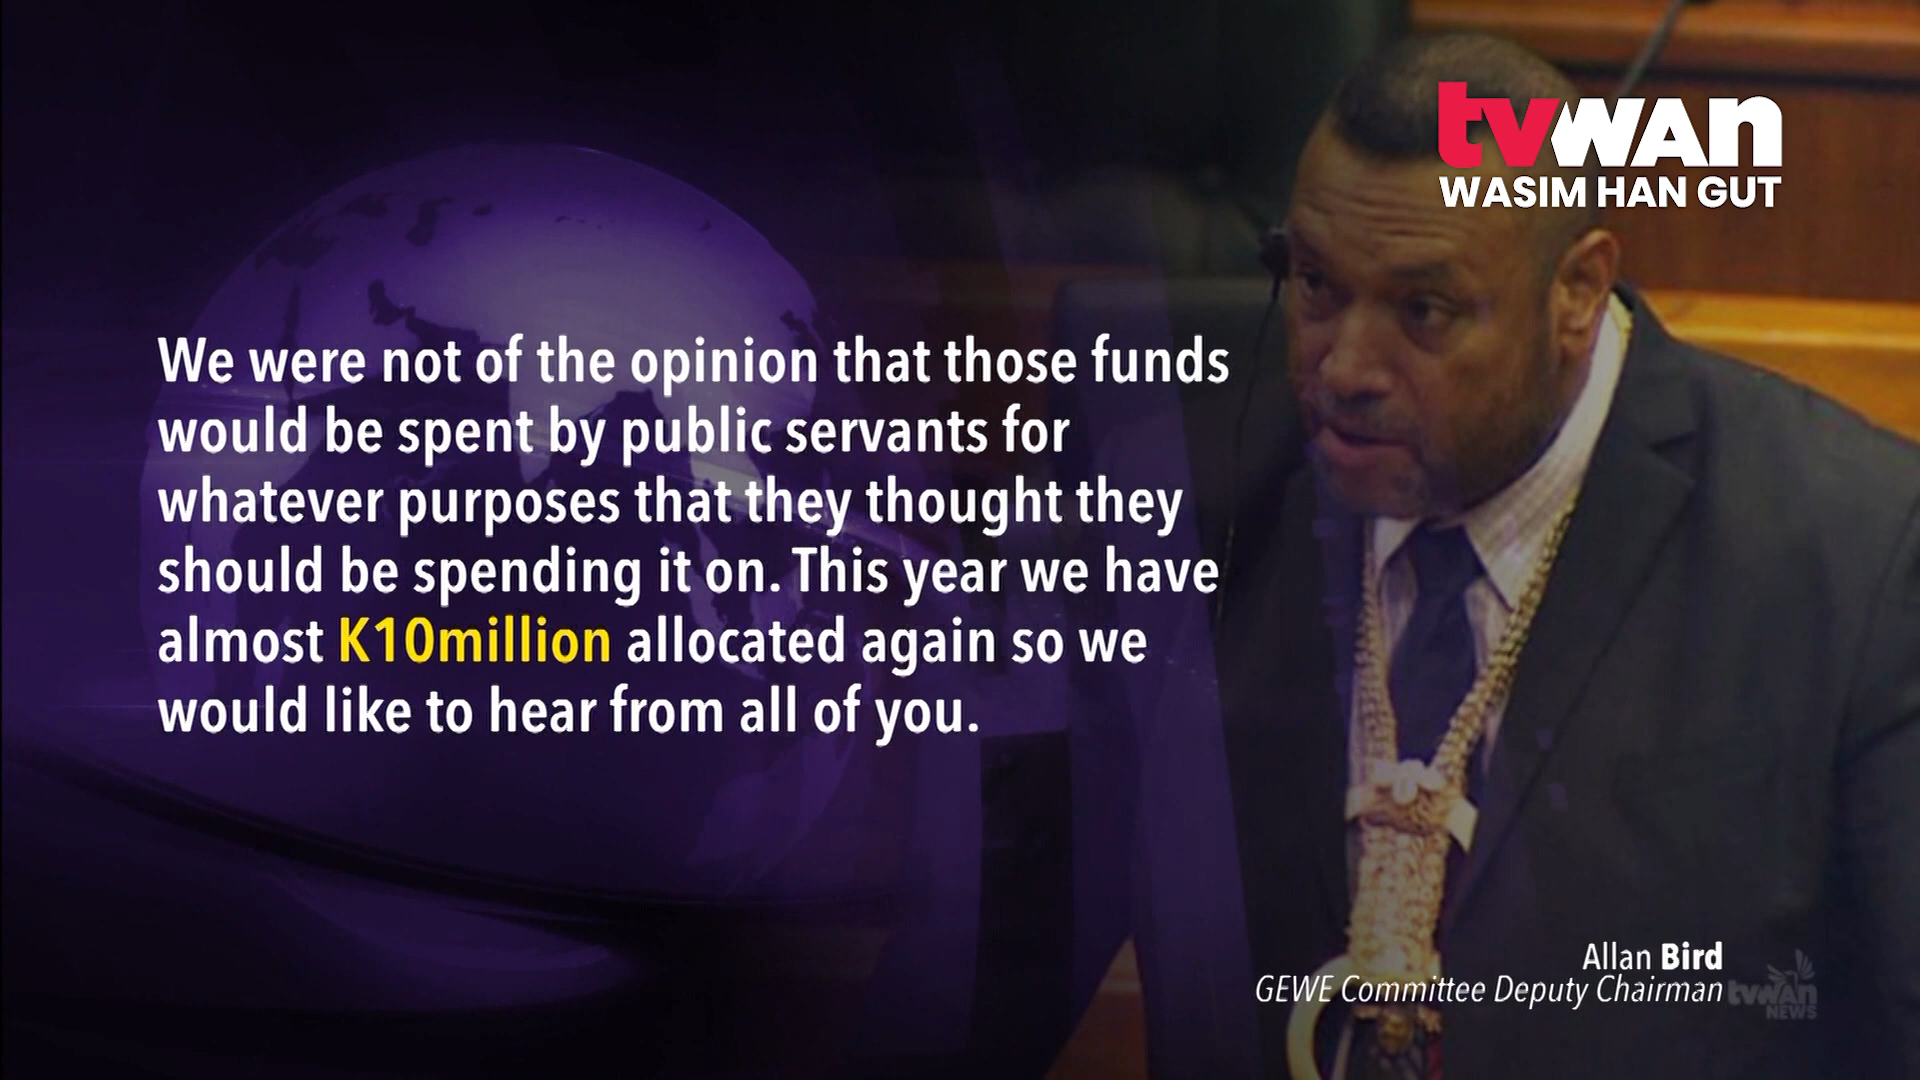 tvwan
WASIM HAN GUT
We were not of the opinion that those funds
would be spent by public servants for
whatever purposes that they thought they
should be spending it on. This year we have
almost K10million allocated again so we
would like to hear from all of you.
Allan Bird
GEWE Committee Deputy Chairman
tvwan
NEWS